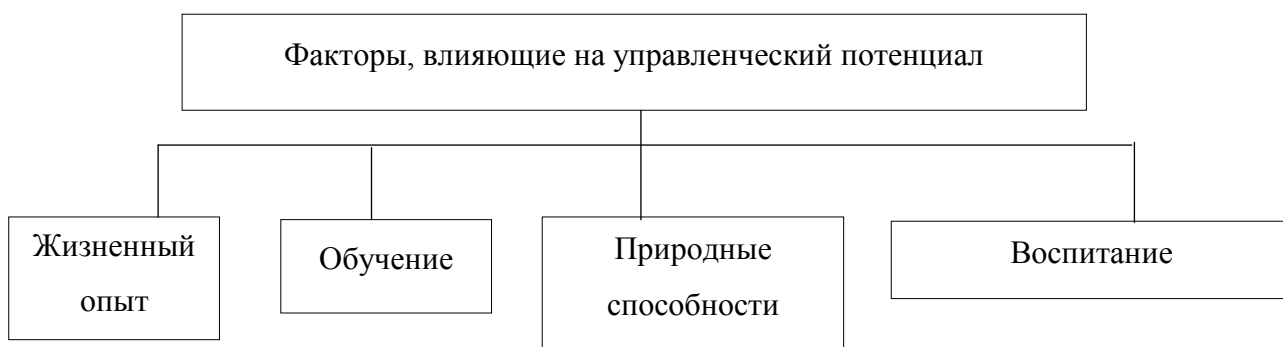 Факторы, влияющие на управленческий потенциал
Жизненный
опыт
Обучение
Природные
способности
Воспитание